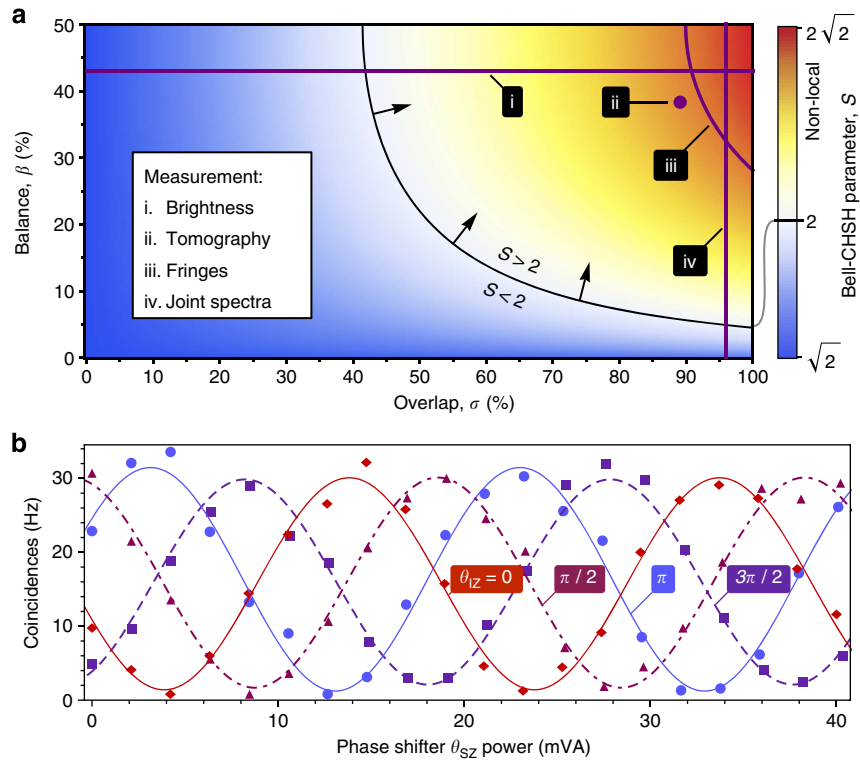 a
50
40
30
20
10
0
Balance, β (%)
Measurement:
i. Brightness
ii. Tomography
iii. Fringes
iv. Joint spectra
i
ii
iii
iv
S > 2
S < 2
0 10 20 30 40 50 60 70 80 90 100
Overlap, σ (%)
2√2
Non-local
2
√2
Bell-CHSH parameter, S
b
30
20
10
0
Coincidences (Hz)
θIZ = 0
π / 2
π
3π / 2
0 10 20 30 40
Phase shifter θSZ power (mVA)